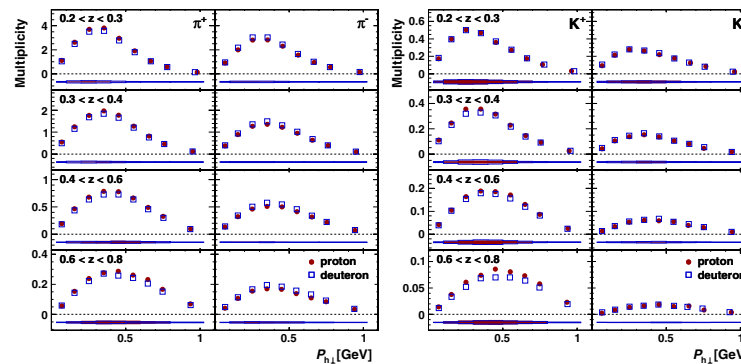 Multiplicity
0.2 < z < 0.3
π⁺
π⁻
4
2
0
0.3 < z < 0.4
2
1
0
0.4 < z < 0.6
1
0.5
0
0.6 < z < 0.8
0.4
0.2
0
proton
deuteron
0.5 1 0.5 1
P_h⊥[GeV]
Multiplicity
0.2 < z < 0.3
K⁺
K
0.6
0.4
0.2
0
0.3 < z < 0.4
0.4
0.2
0
0.4 < z < 0.6
0.2
0.1
0
0.6 < z < 0.8
0.1
0.05
0
proton
deuteron
0.5 1 0.5 1
P_h⊥[GeV]